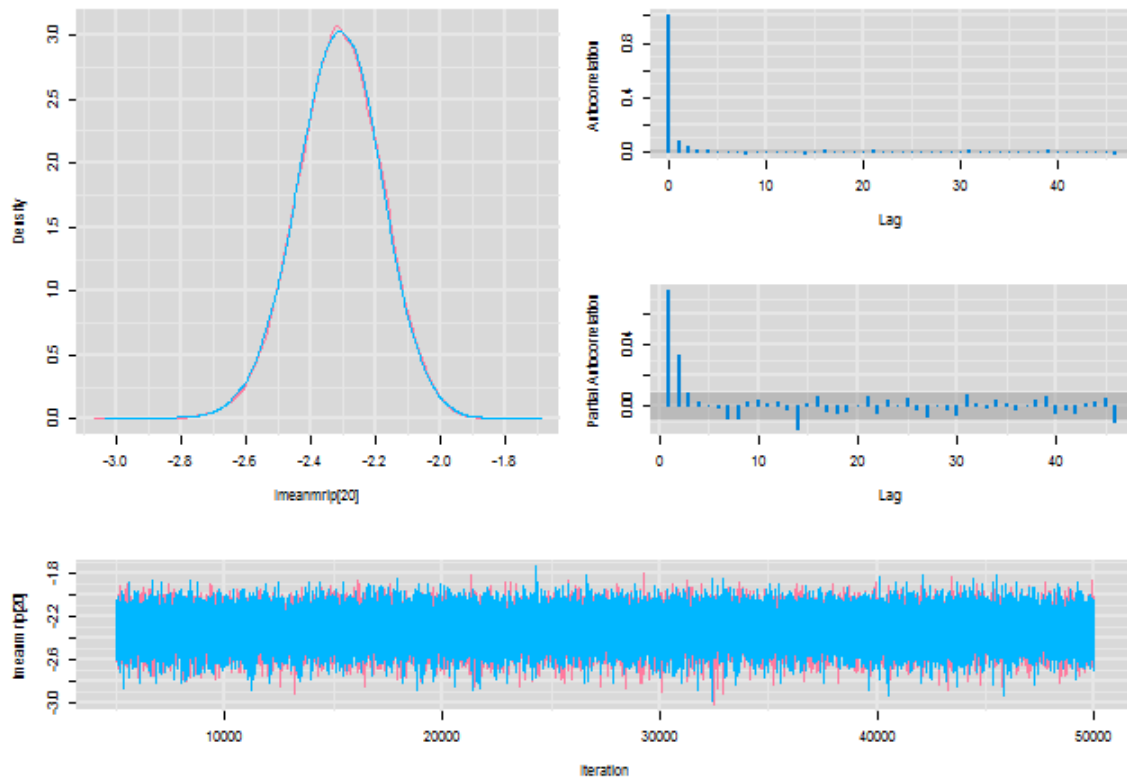 Density
0.0 0.5 1.0 1.5 2.0 2.5 3.0
-3.0 -2.8 -2.6 -2.4 -2.2 -2.0 -1.8
lmeanmrip[20]
Autocorrelation
0.0 0.4 0.8
0 10 20 30 40
Lag
Partial Autocorrelation
0.00 0.04
0 10 20 30 40
Lag
lmeanmrip[20]
-3.0 -2.6 -2.2 -1.8
10000 20000 30000 40000 50000
Iteration